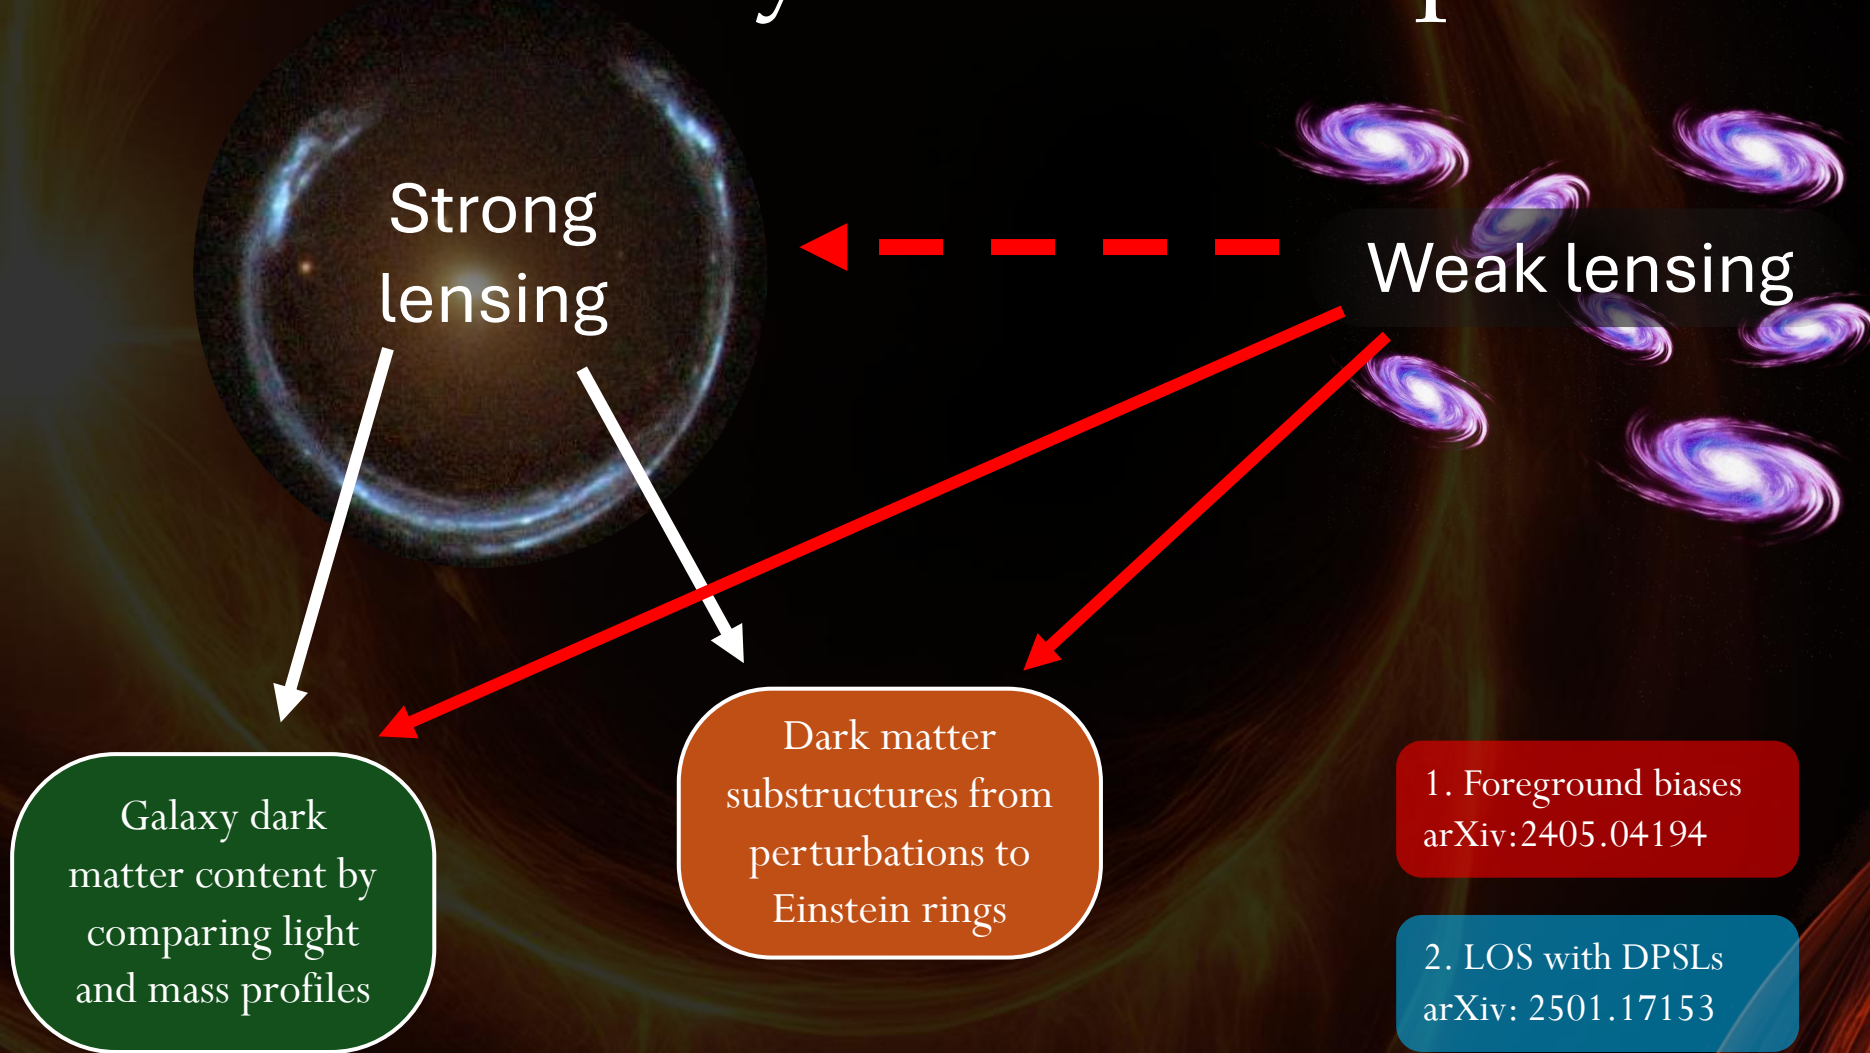 Strong
lensing
Weak lensing
Galaxy dark
matter content by
comparing light
and mass profiles
Dark matter
substructures from
perturbations to
Einstein rings
1. Foreground biases
arXiv:2405.04194
2. LOS with DPSLs
arXiv: 2501.17153